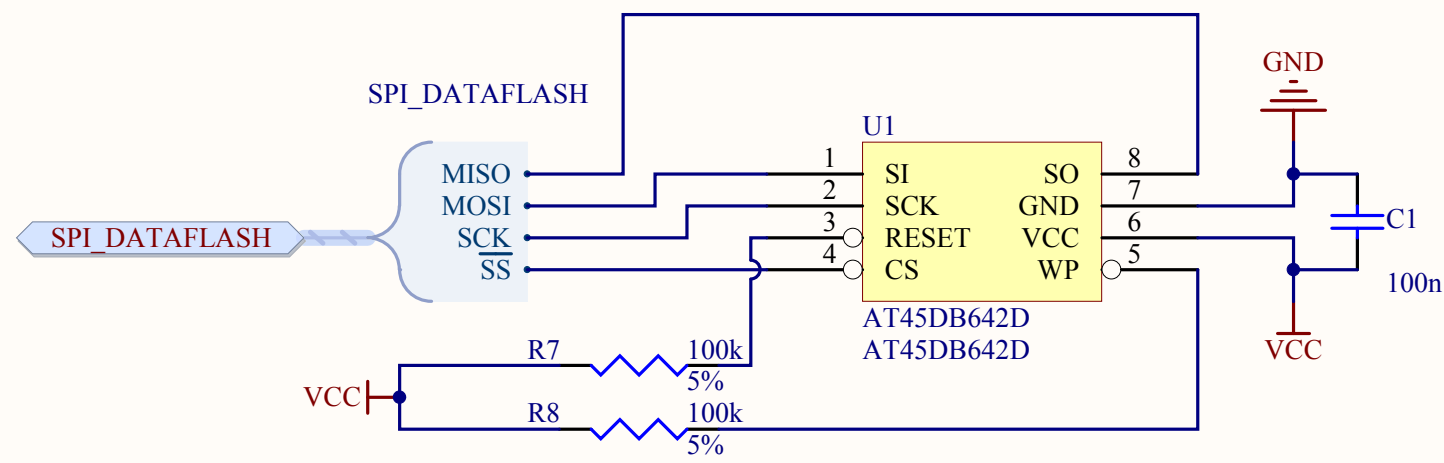 GND
SPI_DATAFLASH
U1
MISO
MOSI
SCK
SS
SPI_DATAFLASH
1
2
3
4
SI
SCK
RESET
CS
SO
GND
VCC
WP
8
7
6
5
C1
100n
AT45DB642D
AT45DB642D
VCC
R7
100k
5%
VCC
R8
100k
5%